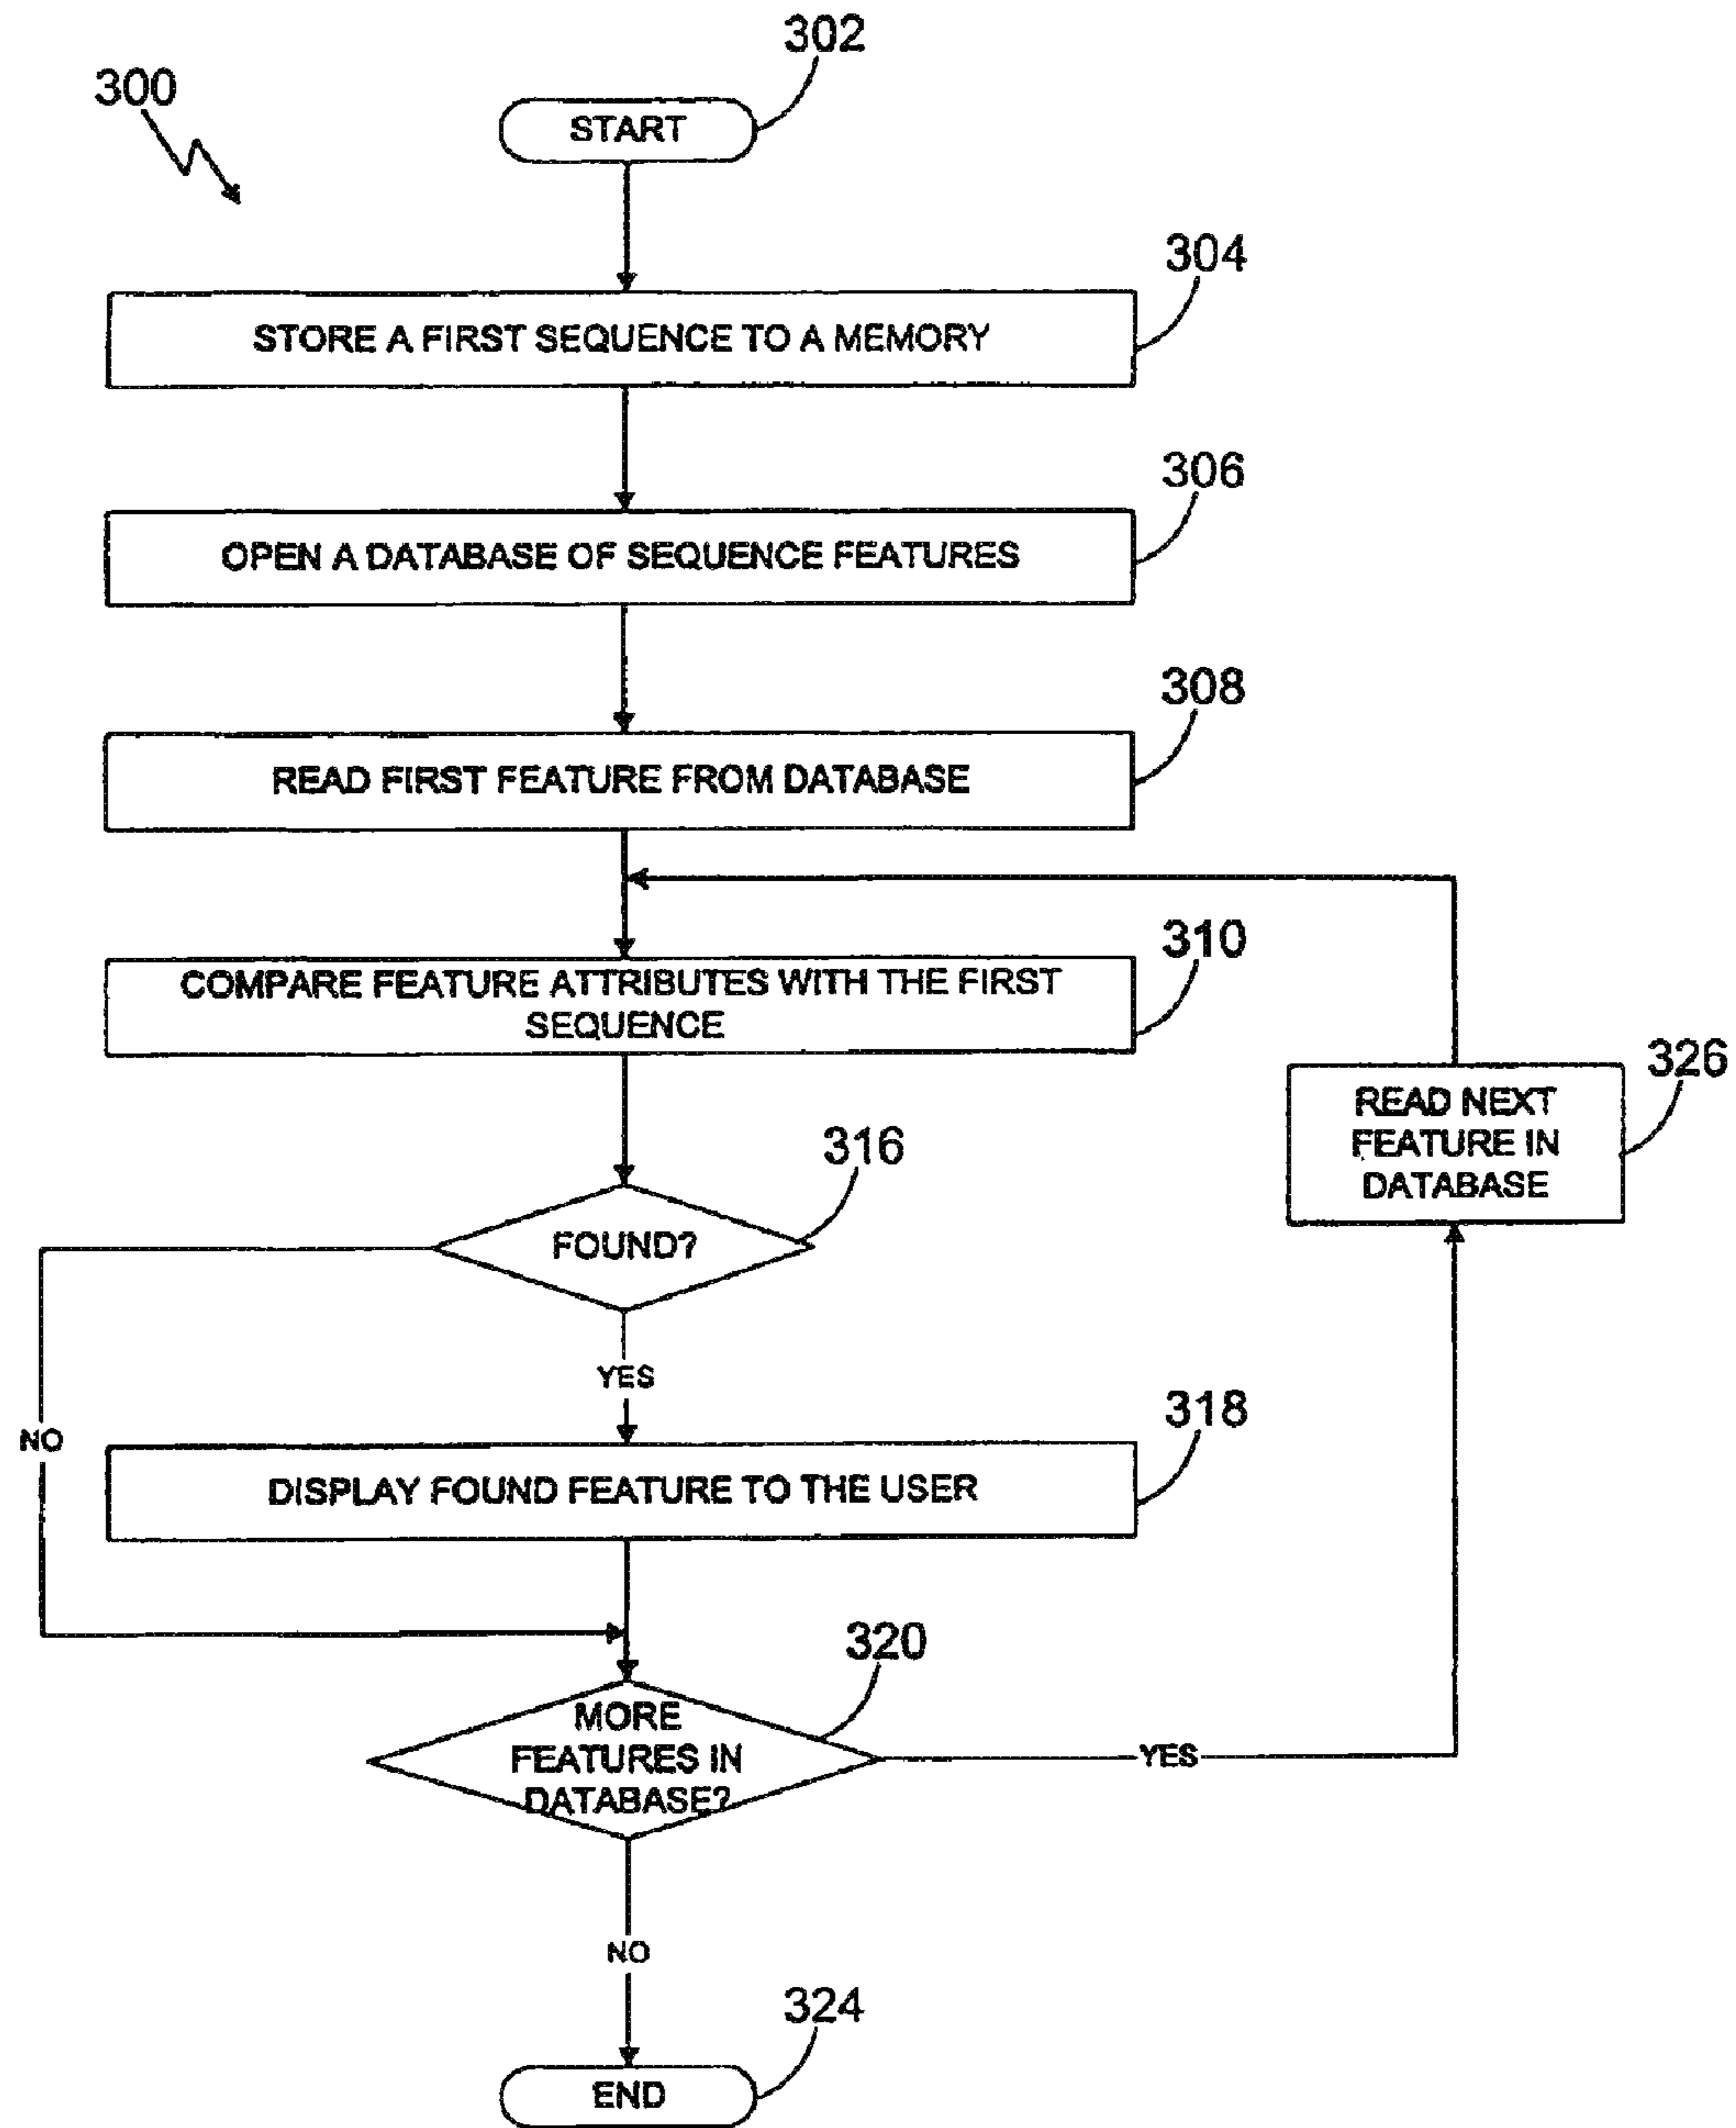 302
300
START
304
STORE A FIRST SEQUENCE TO A MEMORY
306
OPEN A DATABASE OF SEQUENCE FEATURES
308
READ FIRST FEATURE FROM DATABASE
310
COMPARE FEATURE ATTRIBUTES WITH THE FIRST
SEQUENCE
326
READ NEXT
FEATURE IN
DATABASE
316
FOUND?
YES
NO
318
DISPLAY FOUND FEATURE TO THE USER
320
MORE
FEATURES IN
DATABASE?
YES
NO
324
END